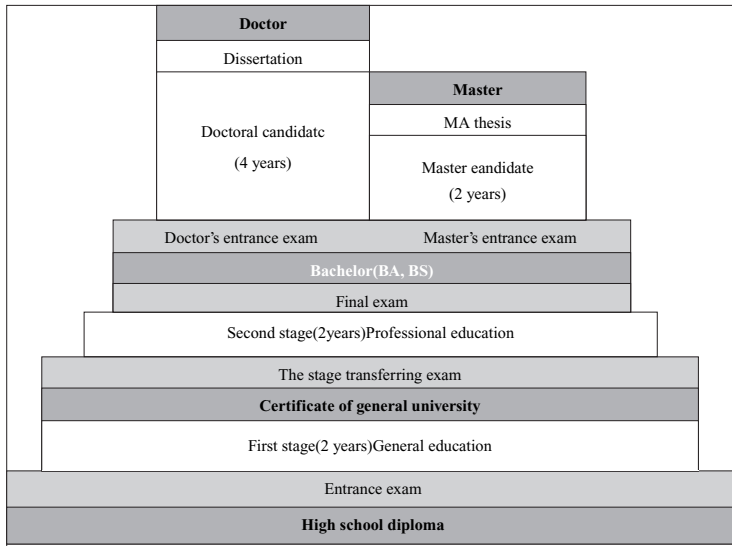 Doctor
Dissertation
Doctoral candidatc
(4 years)
Master
MA thesis
Master eandidate
(2 years)
Doctor's entrance exam
Master's entrance exam
Bachelor(BA, BS)
Final exam
Second stage(2years)Professional education
The stage transferring exam
Certificate of general university
First stage(2 years)General education
Entrance exam
High school diploma